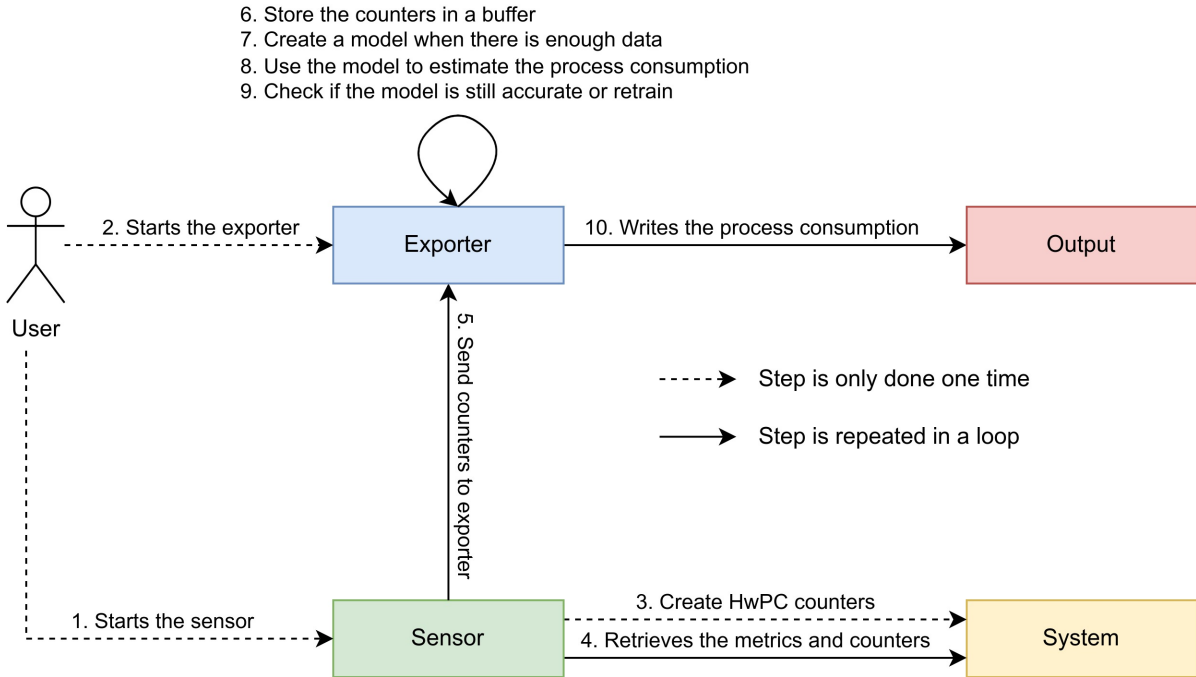 6. Store the counters in a buffer
7. Create a model when there is enough data
8. Use the model to estimate the process consumption
9. Check if the model is still accurate or retrain
2. Starts the exporter
Exporter
10. Writes the process consumption
Output
User
5. Send counters to exporter
Step is only done one time
Step is repeated in a loop
1. Starts the sensor
Sensor
3. Create HwPC counters
4. Retrieves the metrics and counters
System